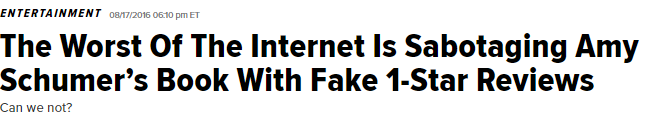 ENTERTAINMENT 08/17/2016 06:10 pm ET
The Worst Of The Internet Is Sabotaging Amy
Schumer’s Book With Fake 1-Star Reviews
Can we not?